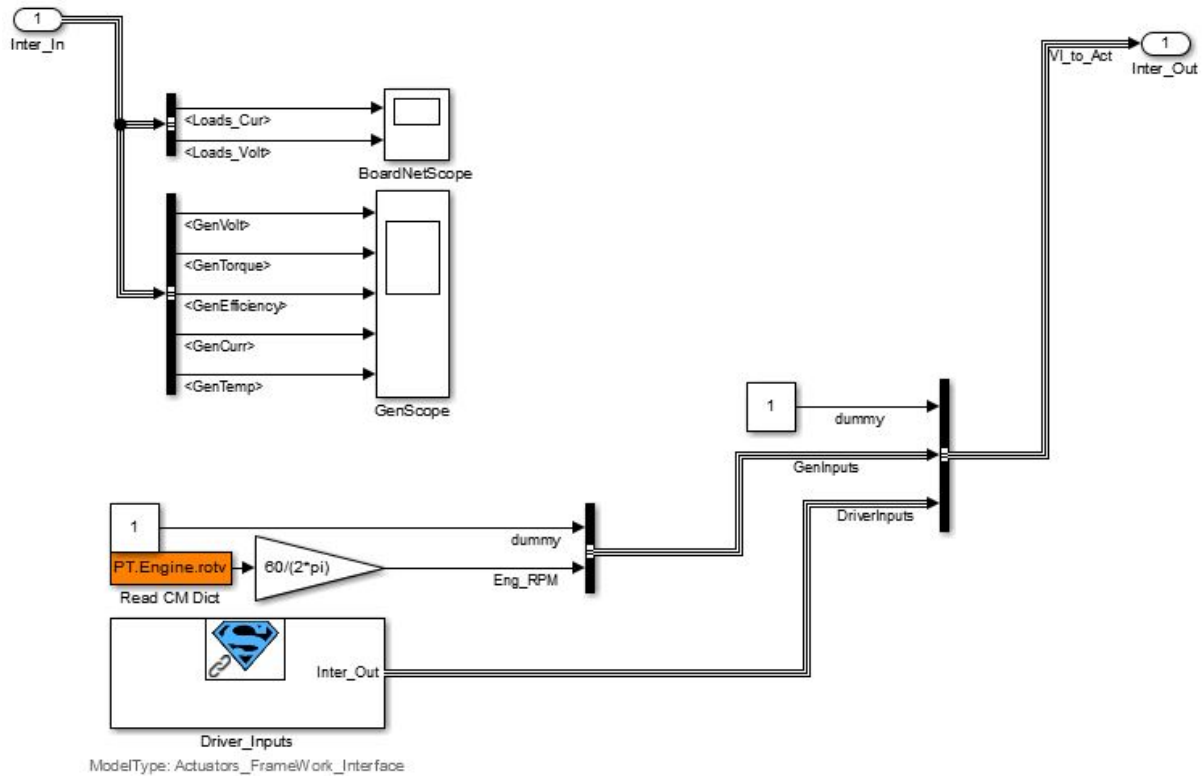 1
Inter_In
VI_to_Act
1
Inter_Out
<Loads_Cur>
<Loads_Volt>
BoardNetScope
<GenVolt>
<GenTorque>
<GenEfficiency>
<GenCurr>
<GenTemp>
GenScope
1
dummy
GenInputs
DriverInputs
1
dummy
PT.Engine.rotv
60/(2*pi)
Eng_RPM
Read CM Dict
Inter_Out
Driver_Inputs
ModelType: Actuators_FrameWork_Interface